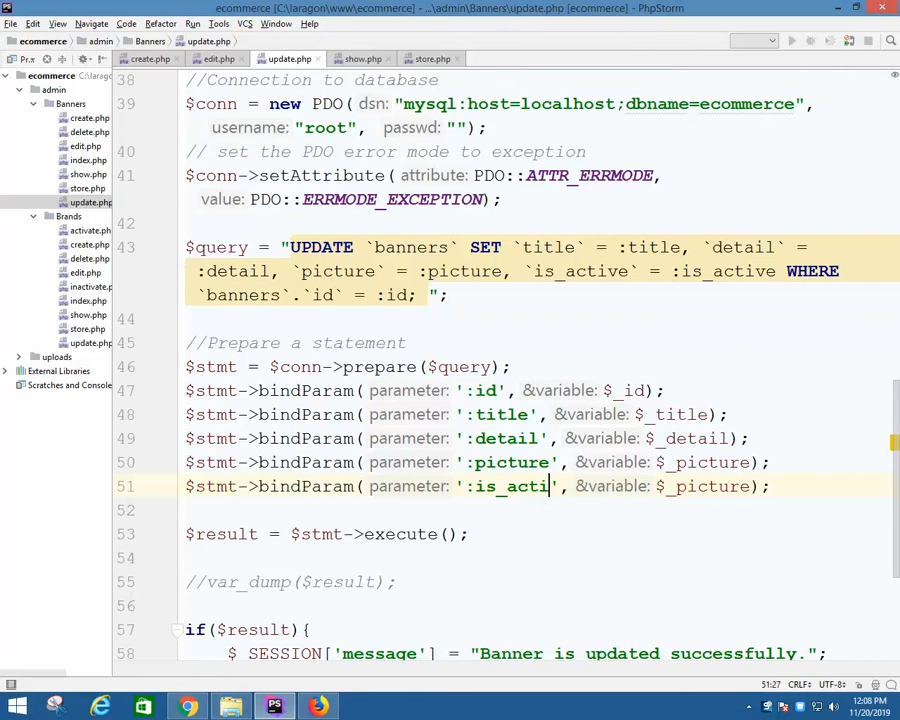 ecommerce [C:\laragon\www\ecommerce] - ...\admin\Banners\update.php [ecommerce] - PhpStorm
File Edit View Navigate Code Refactor Run Tools VCS Window Help
ecommerce admin Banners update.php
Pr.. create.php edit.php update.php show.php store.php
ecommerce
admin
Banners
create.php
delete.php
edit.php
index.php
show.php
store.php
update.php
Brands
activate.php
create.php
delete.php
edit.php
inactivate.p
index.php
show.php
store.php
update.php
uploads
External Libraries
Scratches and Console
38 //Connection to database
39 $conn = new PDO( dsn: "mysql:host=localhost;dbname=ecommerce",
username: "root", passwd: "");
40 // set the PDO error mode to exception
41 $conn->setAttribute( attribute: PDO::ATTR_ERRMODE,
value: PDO::ERRMODE_EXCEPTION);
42
43 $query = "UPDATE `banners` SET `title` = :title, `detail` =
:detail, `picture` = :picture, `is_active` = :is_active WHERE
`banners`.`id` = :id; ";
44
45 //Prepare a statement
46 $stmt = $conn->prepare($query);
47 $stmt->bindParam( parameter: ':id', &variable: $_id);
48 $stmt->bindParam( parameter: ':title', &variable: $_title);
49 $stmt->bindParam( parameter: ':detail', &variable: $_detail);
50 $stmt->bindParam( parameter: ':picture', &variable: $_picture);
51 $stmt->bindParam( parameter: ':is_acti', &variable: $_picture);
52
53 $result = $stmt->execute();
54
55 //var_dump($result);
56
57 if($result){
58 $_SESSION['message'] = "Banner is updated successfully.";
51:27 CRLF÷ UTF-8÷
12:08 PM
11/20/2019